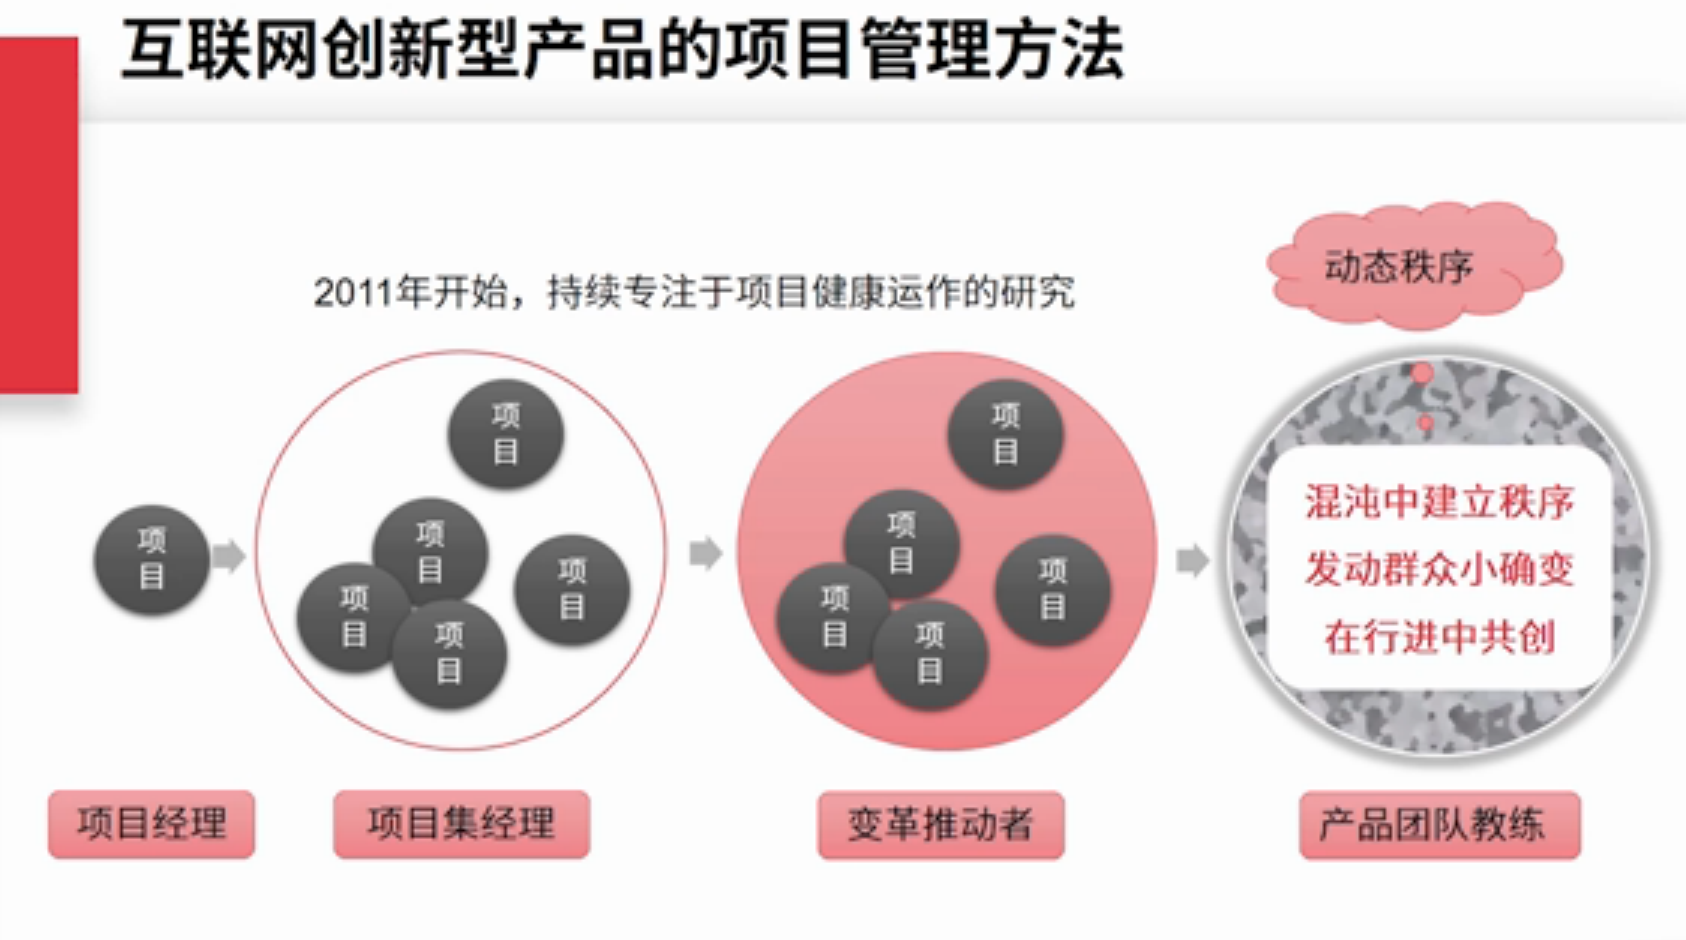 互联网创新型产品的项目管理方法
动态秩序
2011年开始，持续专注于项目健康运作的研究
项
目
项
目
项
目
项
目
项
目
项
目
项
目
项
目
项
目
项
目
项
目
混沌中建立秩序
发动群众小确变
在行进中共创
项目经理
项目集经理
变革推动者
产品团队教练